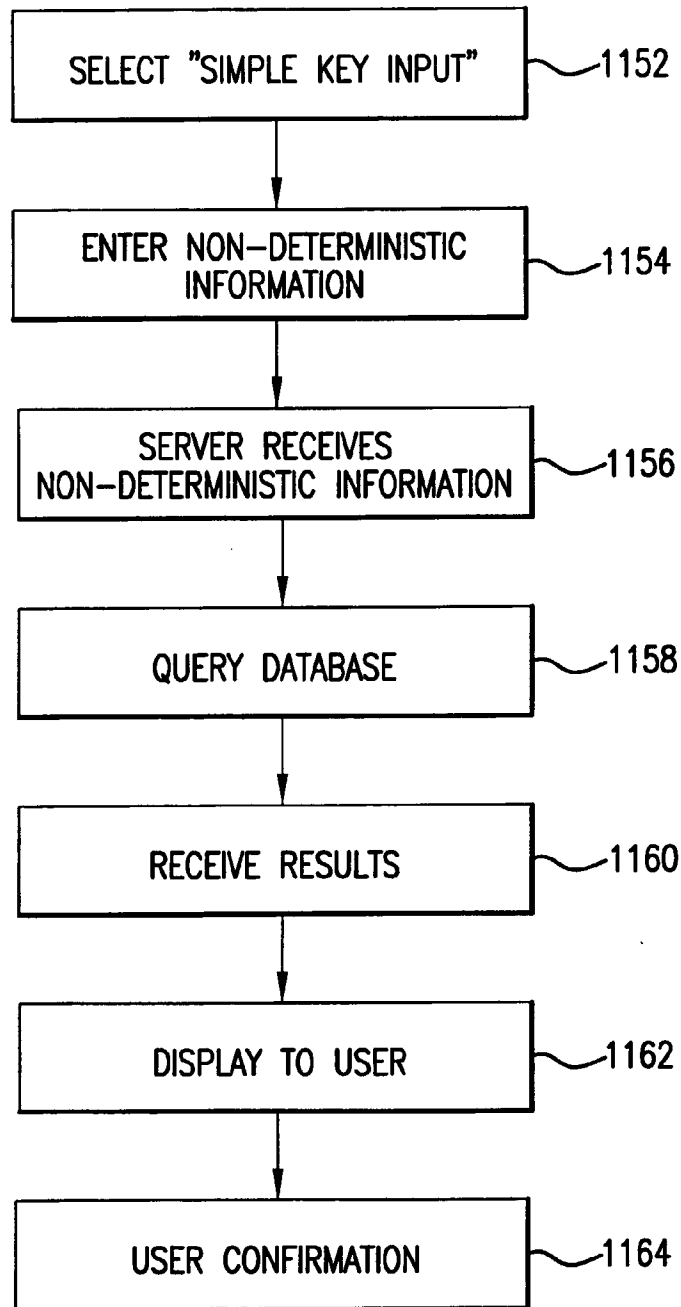 SELECT "SIMPLE KEY INPUT"
1152
ENTER NON-DETERMINISTIC
INFORMATION
1154
SERVER RECEIVES
NON-DETERMINISTIC INFORMATION
1156
QUERY DATABASE
1158
RECEIVE RESULTS
1160
DISPLAY TO USER
1162
USER CONFIRMATION
1164